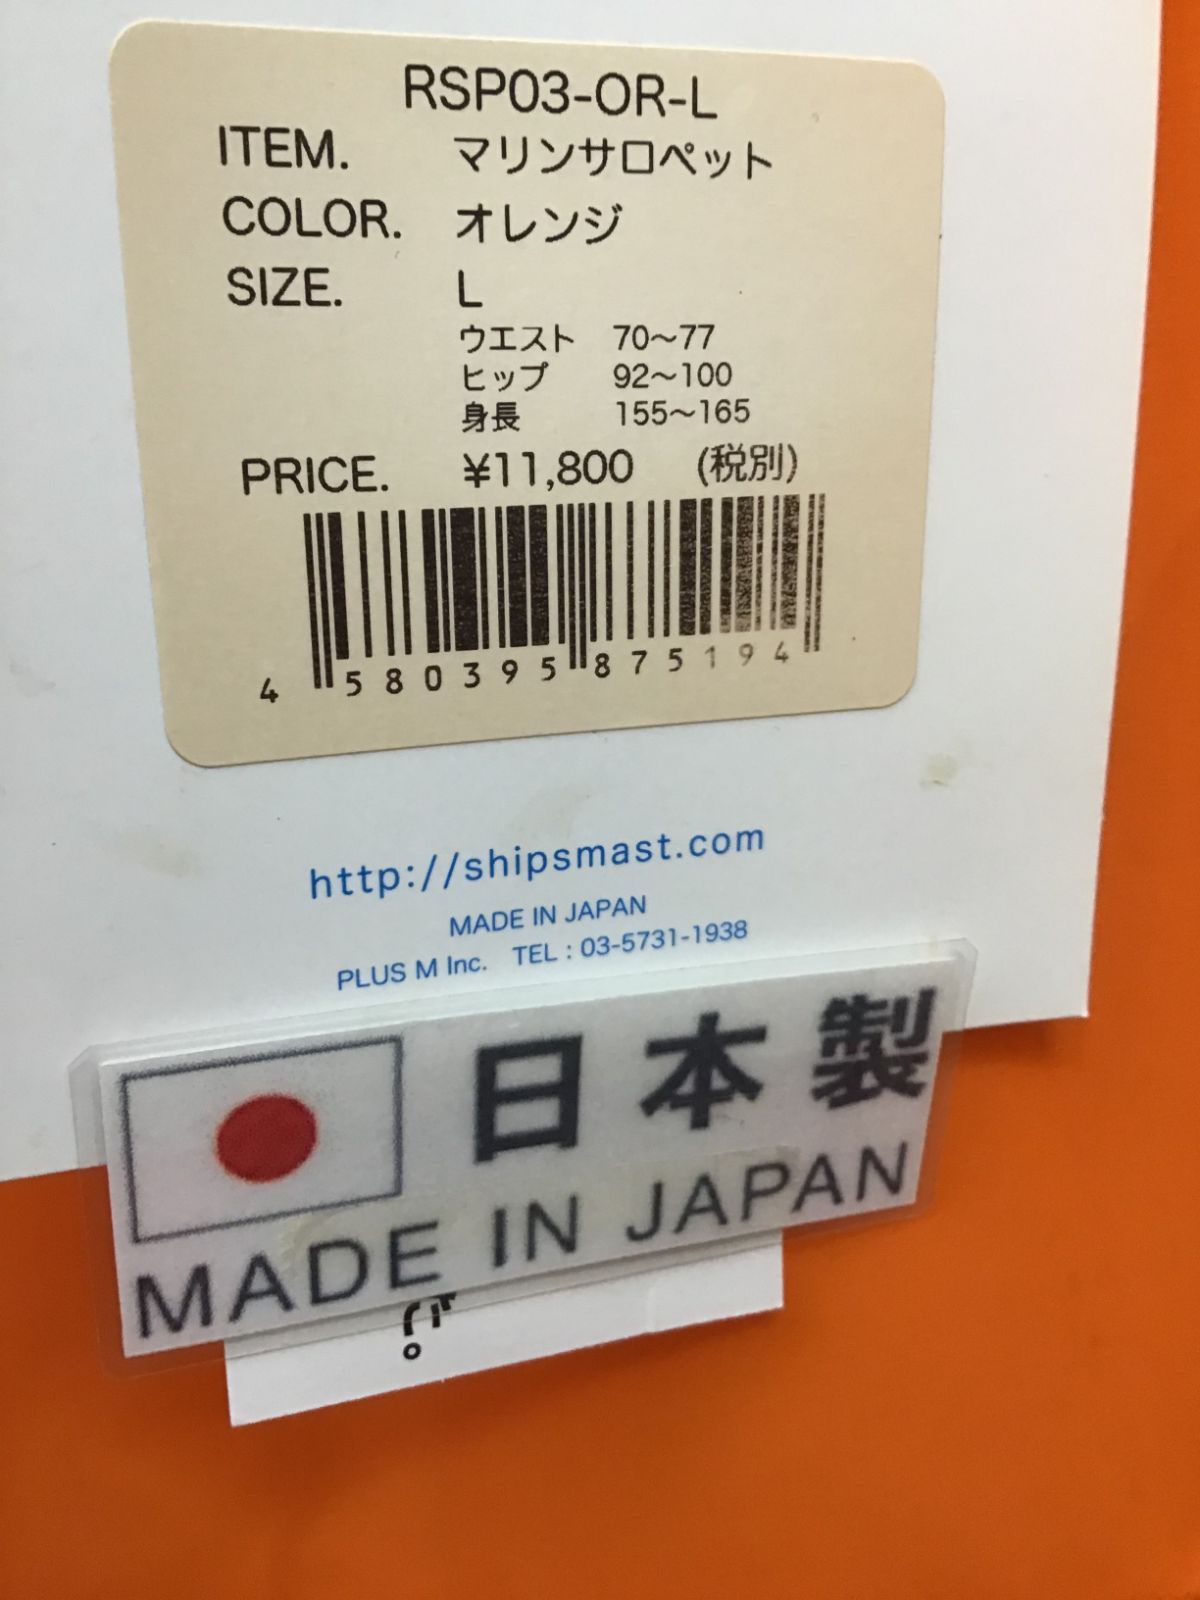 RSP03-OR-L
ITEM. マリンサロペット
COLOR. オレンジ
SIZE. L
ウエスト 70〜77
ヒップ 92〜100
身長 155〜165
PRICE. ¥11,800 (税別)
4 580395 875194
http://shipsmast.com
MADE IN JAPAN
PLUS M Inc. TEL : 03-5731-1938
日本製
MADE IN JAPAN